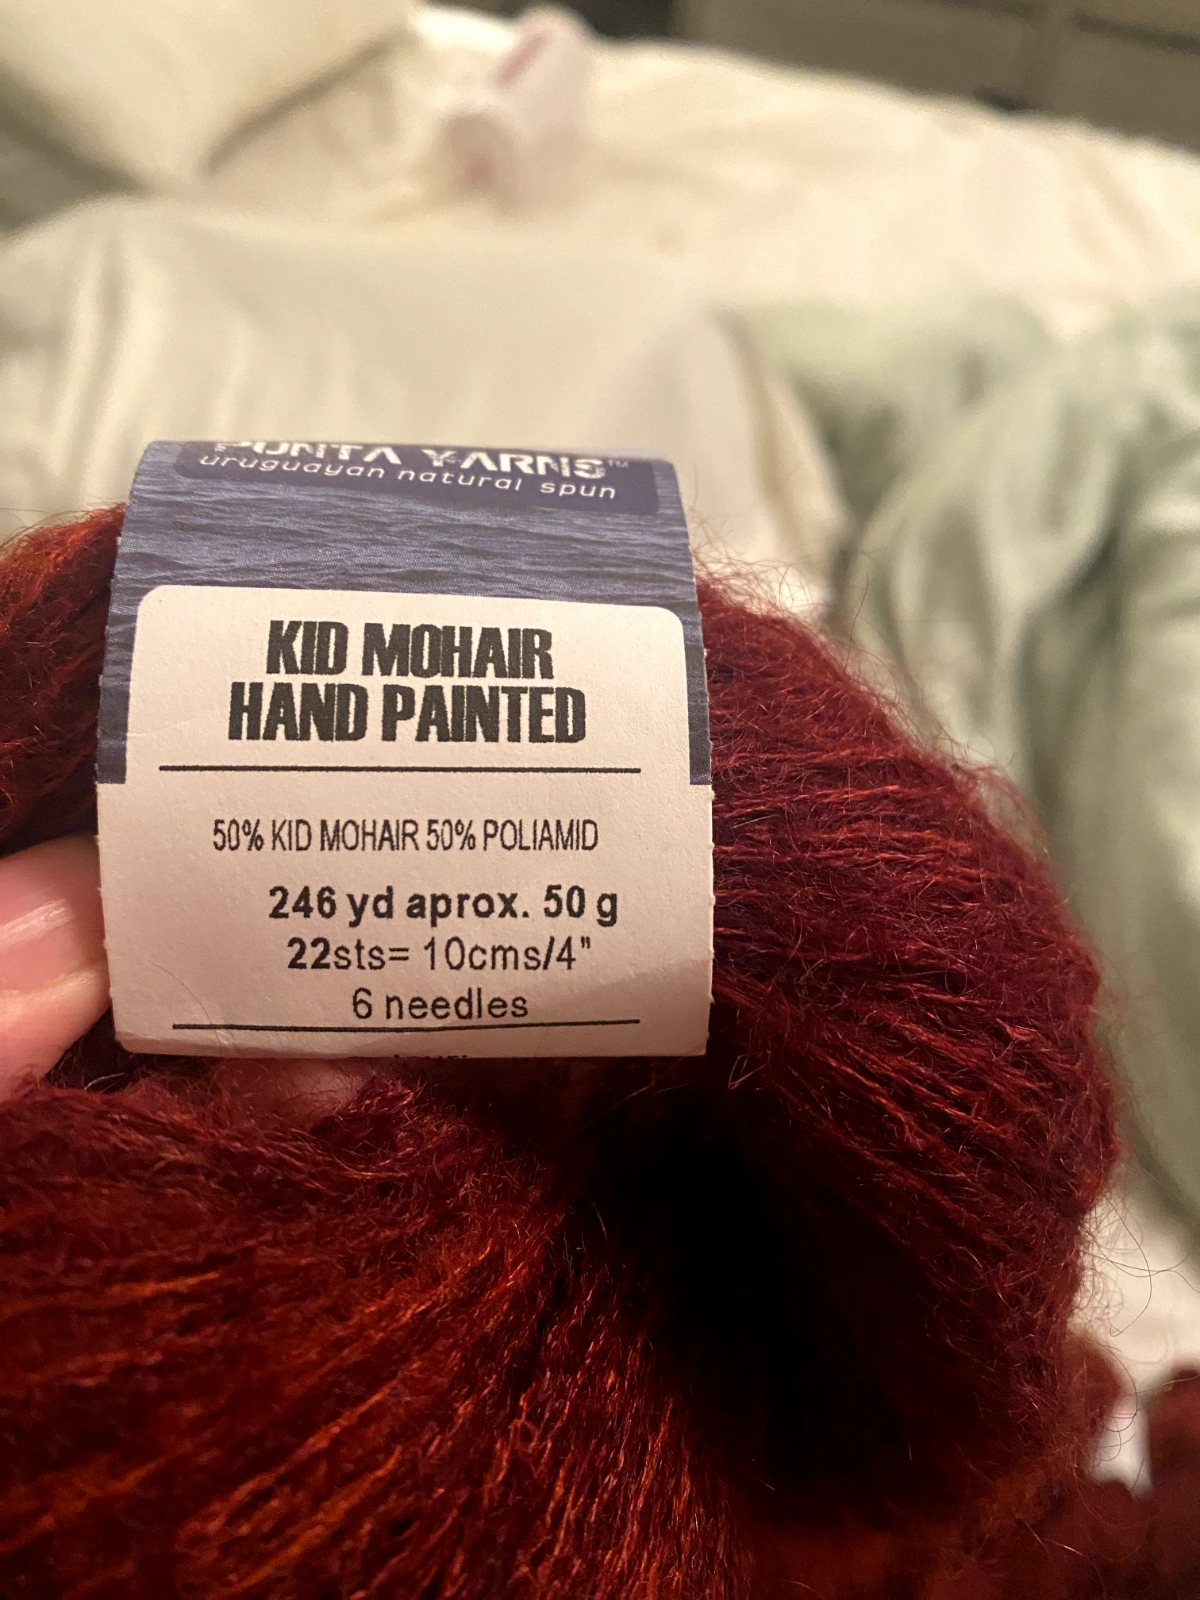 PUNTA YARNS™
uruguayan natural spun
KID MOHAIR
HAND PAINTED
50% KID MOHAIR 50% POLIAMID
246 yd aprox. 50 g
22sts= 10cms/4"
6 needles